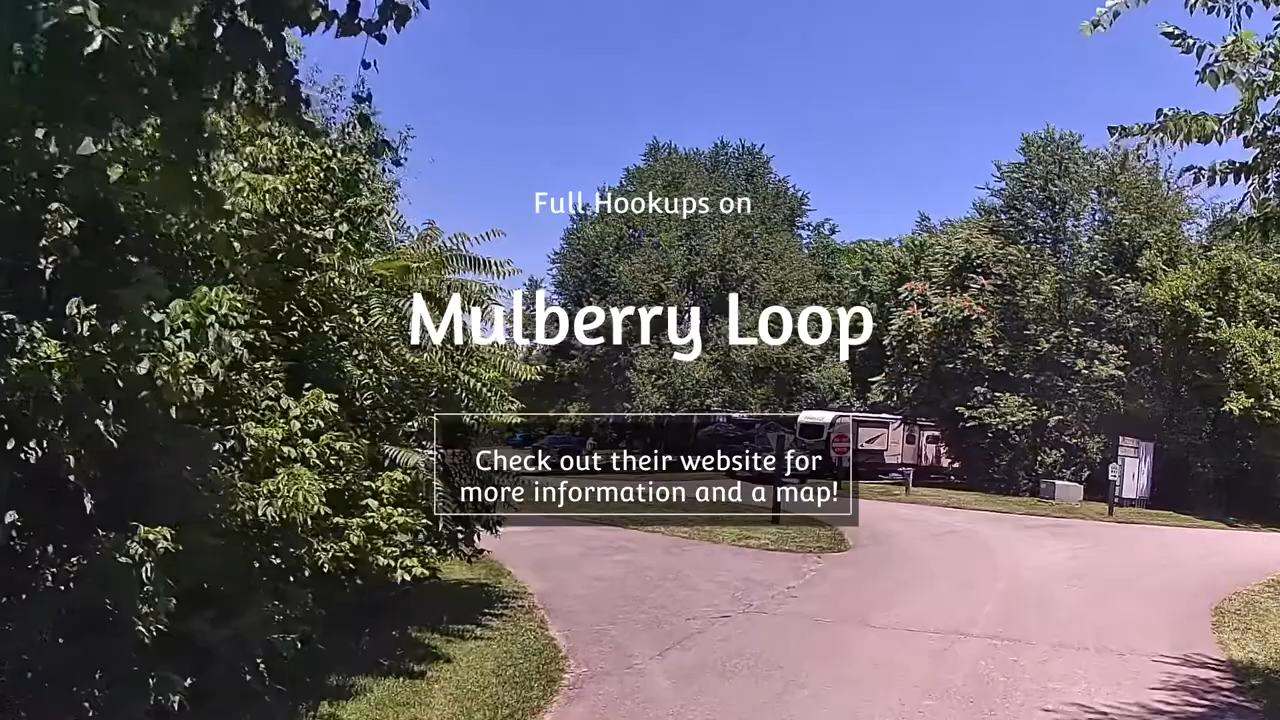 Full Hookups on
Mulberry Loop
Check out their website for
more information and a map!